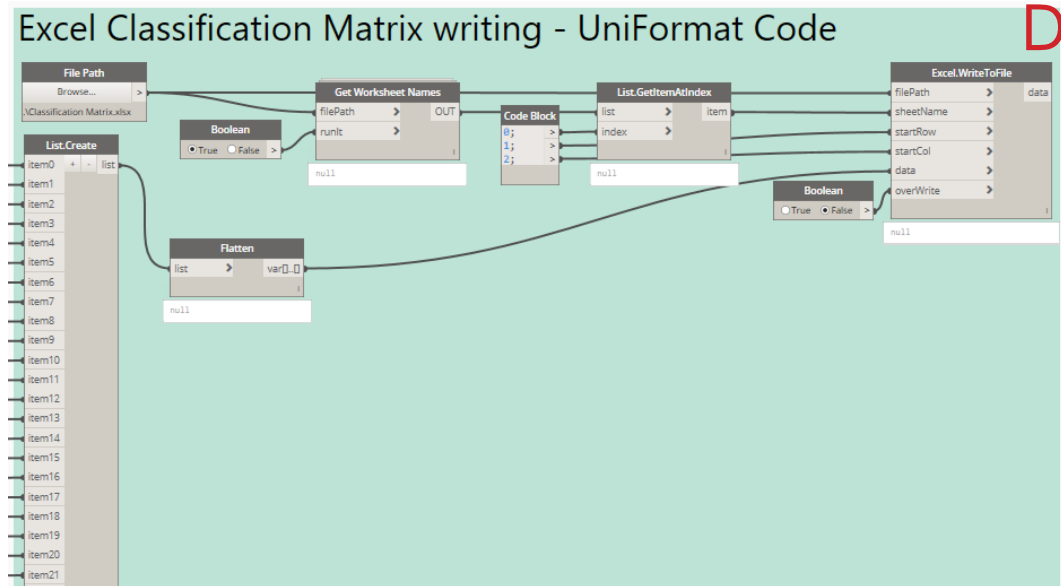 Excel Classification Matrix writing - UniFormat Code
D
File Path
Browse... >
.\Classification Matrix.xlsx
Boolean
True False >
Get Worksheet Names
filePath > OUT
runIt >
null
Code Block
0; >
1; >
2; >
List.GetItemAtIndex
list > item
index >
null
Excel.WriteToFile
filePath > data
sheetName >
startRow >
startCol >
data >
overWrite >
null
Boolean
True False >
List.Create
item0 + - list
item1
item2
item3
item4
item5
item6
item7
item8
item9
item10
item11
item12
item13
item14
item15
item16
item17
item18
item19
item20
item21
Flatten
list > var[]..[]
null